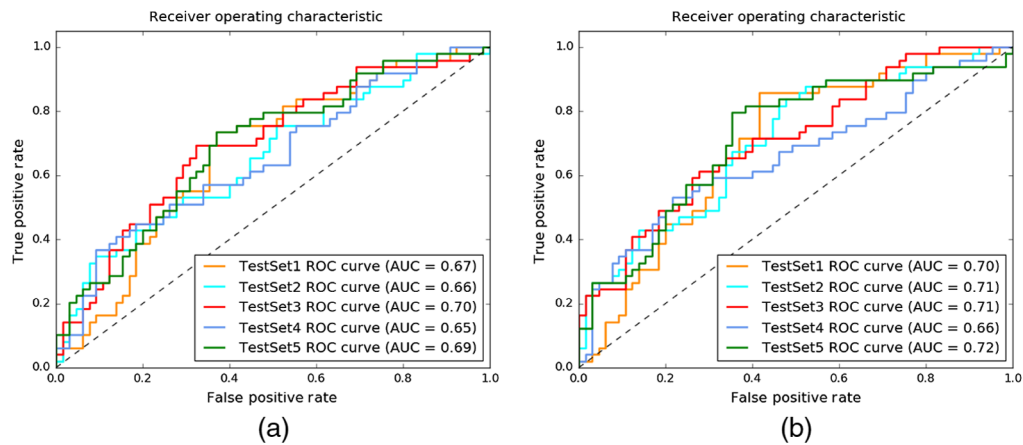 Receiver operating characteristic
1.0
0.8
0.6
0.4
0.2
0.0
True positive rate
TestSet1 ROC curve (AUC = 0.67)
TestSet2 ROC curve (AUC = 0.66)
TestSet3 ROC curve (AUC = 0.70)
TestSet4 ROC curve (AUC = 0.65)
TestSet5 ROC curve (AUC = 0.69)
0.0 0.2 0.4 0.6 0.8 1.0
False positive rate
(a)
Receiver operating characteristic
1.0
0.8
0.6
0.4
0.2
0.0
True positive rate
TestSet1 ROC curve (AUC = 0.70)
TestSet2 ROC curve (AUC = 0.71)
TestSet3 ROC curve (AUC = 0.71)
TestSet4 ROC curve (AUC = 0.66)
TestSet5 ROC curve (AUC = 0.72)
0.0 0.2 0.4 0.6 0.8 1.0
False positive rate
(b)